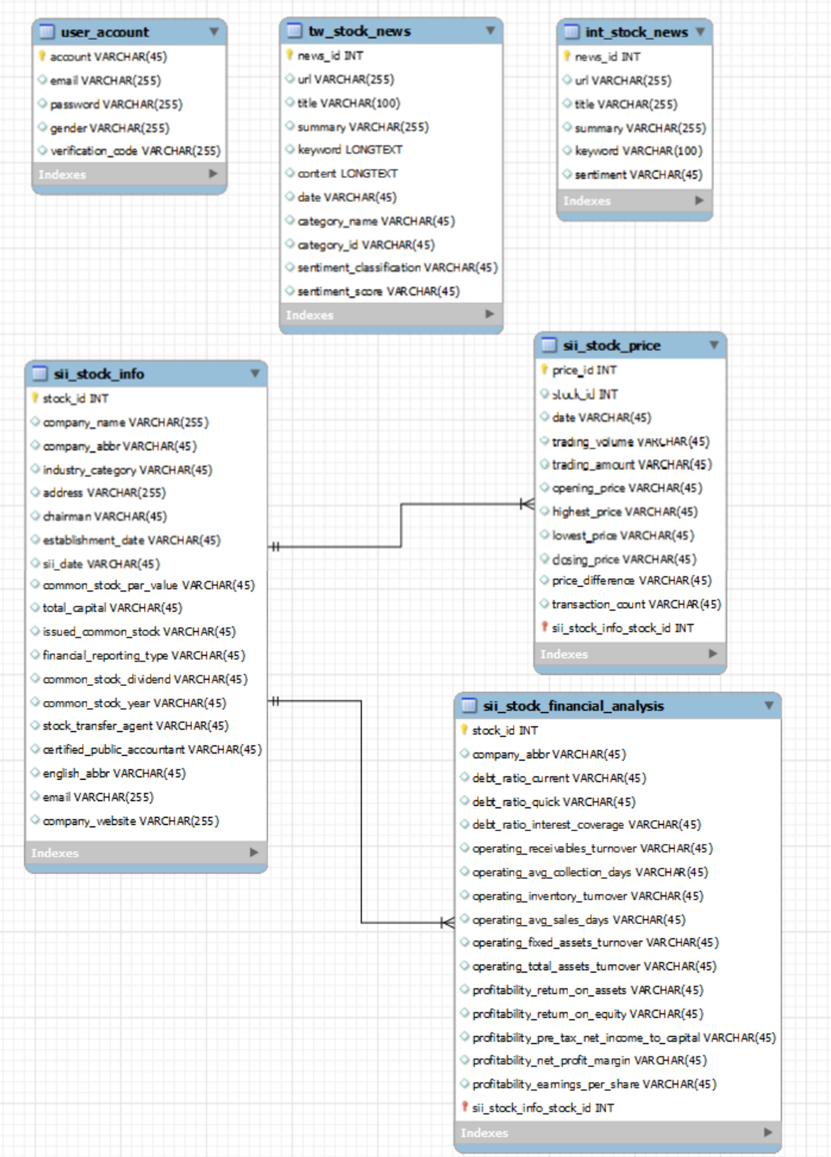 user_account
account VARCHAR(45)
email VARCHAR(255)
password VARCHAR(255)
gender VARCHAR(255)
verification_code VARCHAR(255)
Indexes
tw_stock_news
news_id INT
url VARCHAR(255)
title VARCHAR(100)
summary VARCHAR(255)
keyword LONGTEXT
content LONGTEXT
date VARCHAR(45)
category_name VARCHAR(45)
category_id VARCHAR(45)
sentiment_classification VARCHAR(45)
sentiment_score VARCHAR(45)
Indexes
int_stock_news
news_id INT
url VARCHAR(255)
title VARCHAR(255)
summary VARCHAR(255)
keyword VARCHAR(100)
sentiment VARCHAR(45)
Indexes
sii_stock_info
stock_id INT
company_name VARCHAR(255)
company_abbr VARCHAR(45)
industry_category VARCHAR(45)
address VARCHAR(255)
chairman VARCHAR(45)
establishment_date VARCHAR(45)
sii_date VARCHAR(45)
common_stock_par_value VARCHAR(45)
total_capital VARCHAR(45)
issued_common_stock VARCHAR(45)
financial_reporting_type VARCHAR(45)
common_stock_dividend VARCHAR(45)
common_stock_year VARCHAR(45)
stock_transfer_agent VARCHAR(45)
certified_public_accountant VARCHAR(45)
english_abbr VARCHAR(45)
email VARCHAR(255)
company_website VARCHAR(255)
Indexes
sii_stock_price
price_id INT
stock_id INT
date VARCHAR(45)
trading_volume VARCHAR(45)
trading_amount VARCHAR(45)
opening_price VARCHAR(45)
highest_price VARCHAR(45)
lowest_price VARCHAR(45)
closing_price VARCHAR(45)
price_difference VARCHAR(45)
transaction_count VARCHAR(45)
sii_stock_info_stock_id INT
Indexes
sii_stock_financial_analysis
stock_id INT
company_abbr VARCHAR(45)
debt_ratio_current VARCHAR(45)
debt_ratio_quick VARCHAR(45)
debt_ratio_interest_coverage VARCHAR(45)
operating_receivables_turnover VARCHAR(45)
operating_avg_collection_days VARCHAR(45)
operating_inventory_turnover VARCHAR(45)
operating_avg_sales_days VARCHAR(45)
operating_fixed_assets_turnover VARCHAR(45)
operating_total_assets_turnover VARCHAR(45)
profitability_return_on_assets VARCHAR(45)
profitability_return_on_equity VARCHAR(45)
profitability_pre_tax_net_income_to_capital VARCHAR(45)
profitability_net_profit_margin VARCHAR(45)
profitability_earnings_per_share VARCHAR(45)
sii_stock_info_stock_id INT
Indexes